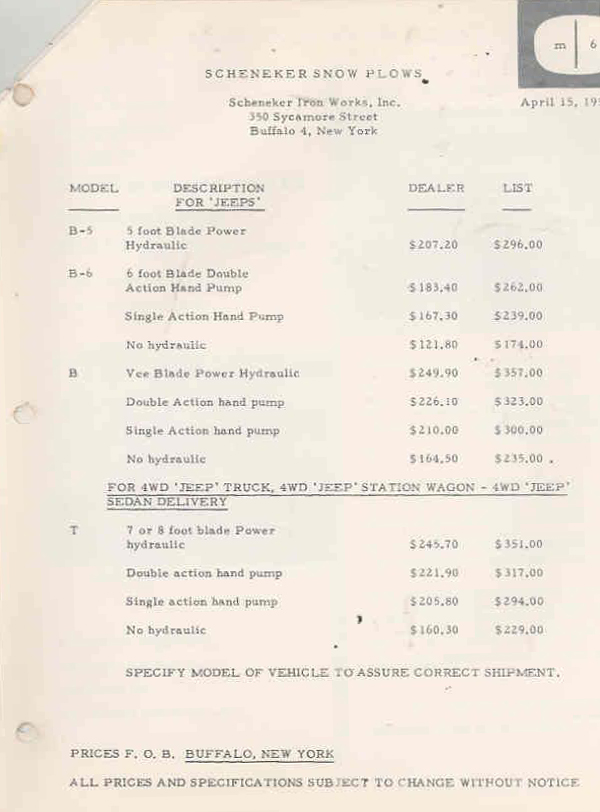 m | 6
SCHENEKER SNOW PLOWS
Scheneker Iron Works, Inc.
April 15,
350 Sycamore Street
Buffalo 4, New York
MODEL DESCRIPTION DEALER LIST
FOR 'JEEPS'
B-5 5 foot Blade Power
Hydraulic $207.20 $296.00
B-6 6 foot Blade Double
Action Hand Pump $183.40 $262.00
Single Action Hand Pump $167.30 $239.00
No hydraulic $121.80 $174.00
B Vee Blade Power Hydraulic $249.90 $357.00
Double Action hand pump $226.10 $323.00
Single Action hand pump $210.00 $300.00
No hydraulic $164.50 $235.00
FOR 4WD 'JEEP' TRUCK, 4WD 'JEEP' STATION WAGON - 4WD 'JEEP'
SEDAN DELIVERY
T 7 or 8 foot blade Power
hydraulic $245.70 $351.00
Double action hand pump $221.90 $317.00
Single action hand pump $205.80 $294.00
No hydraulic $160.30 $229.00
SPECIFY MODEL OF VEHICLE TO ASSURE CORRECT SHIPMENT.
PRICES F. O. B. BUFFALO, NEW YORK
ALL PRICES AND SPECIFICATIONS SUBJECT TO CHANGE WITHOUT NOTICE